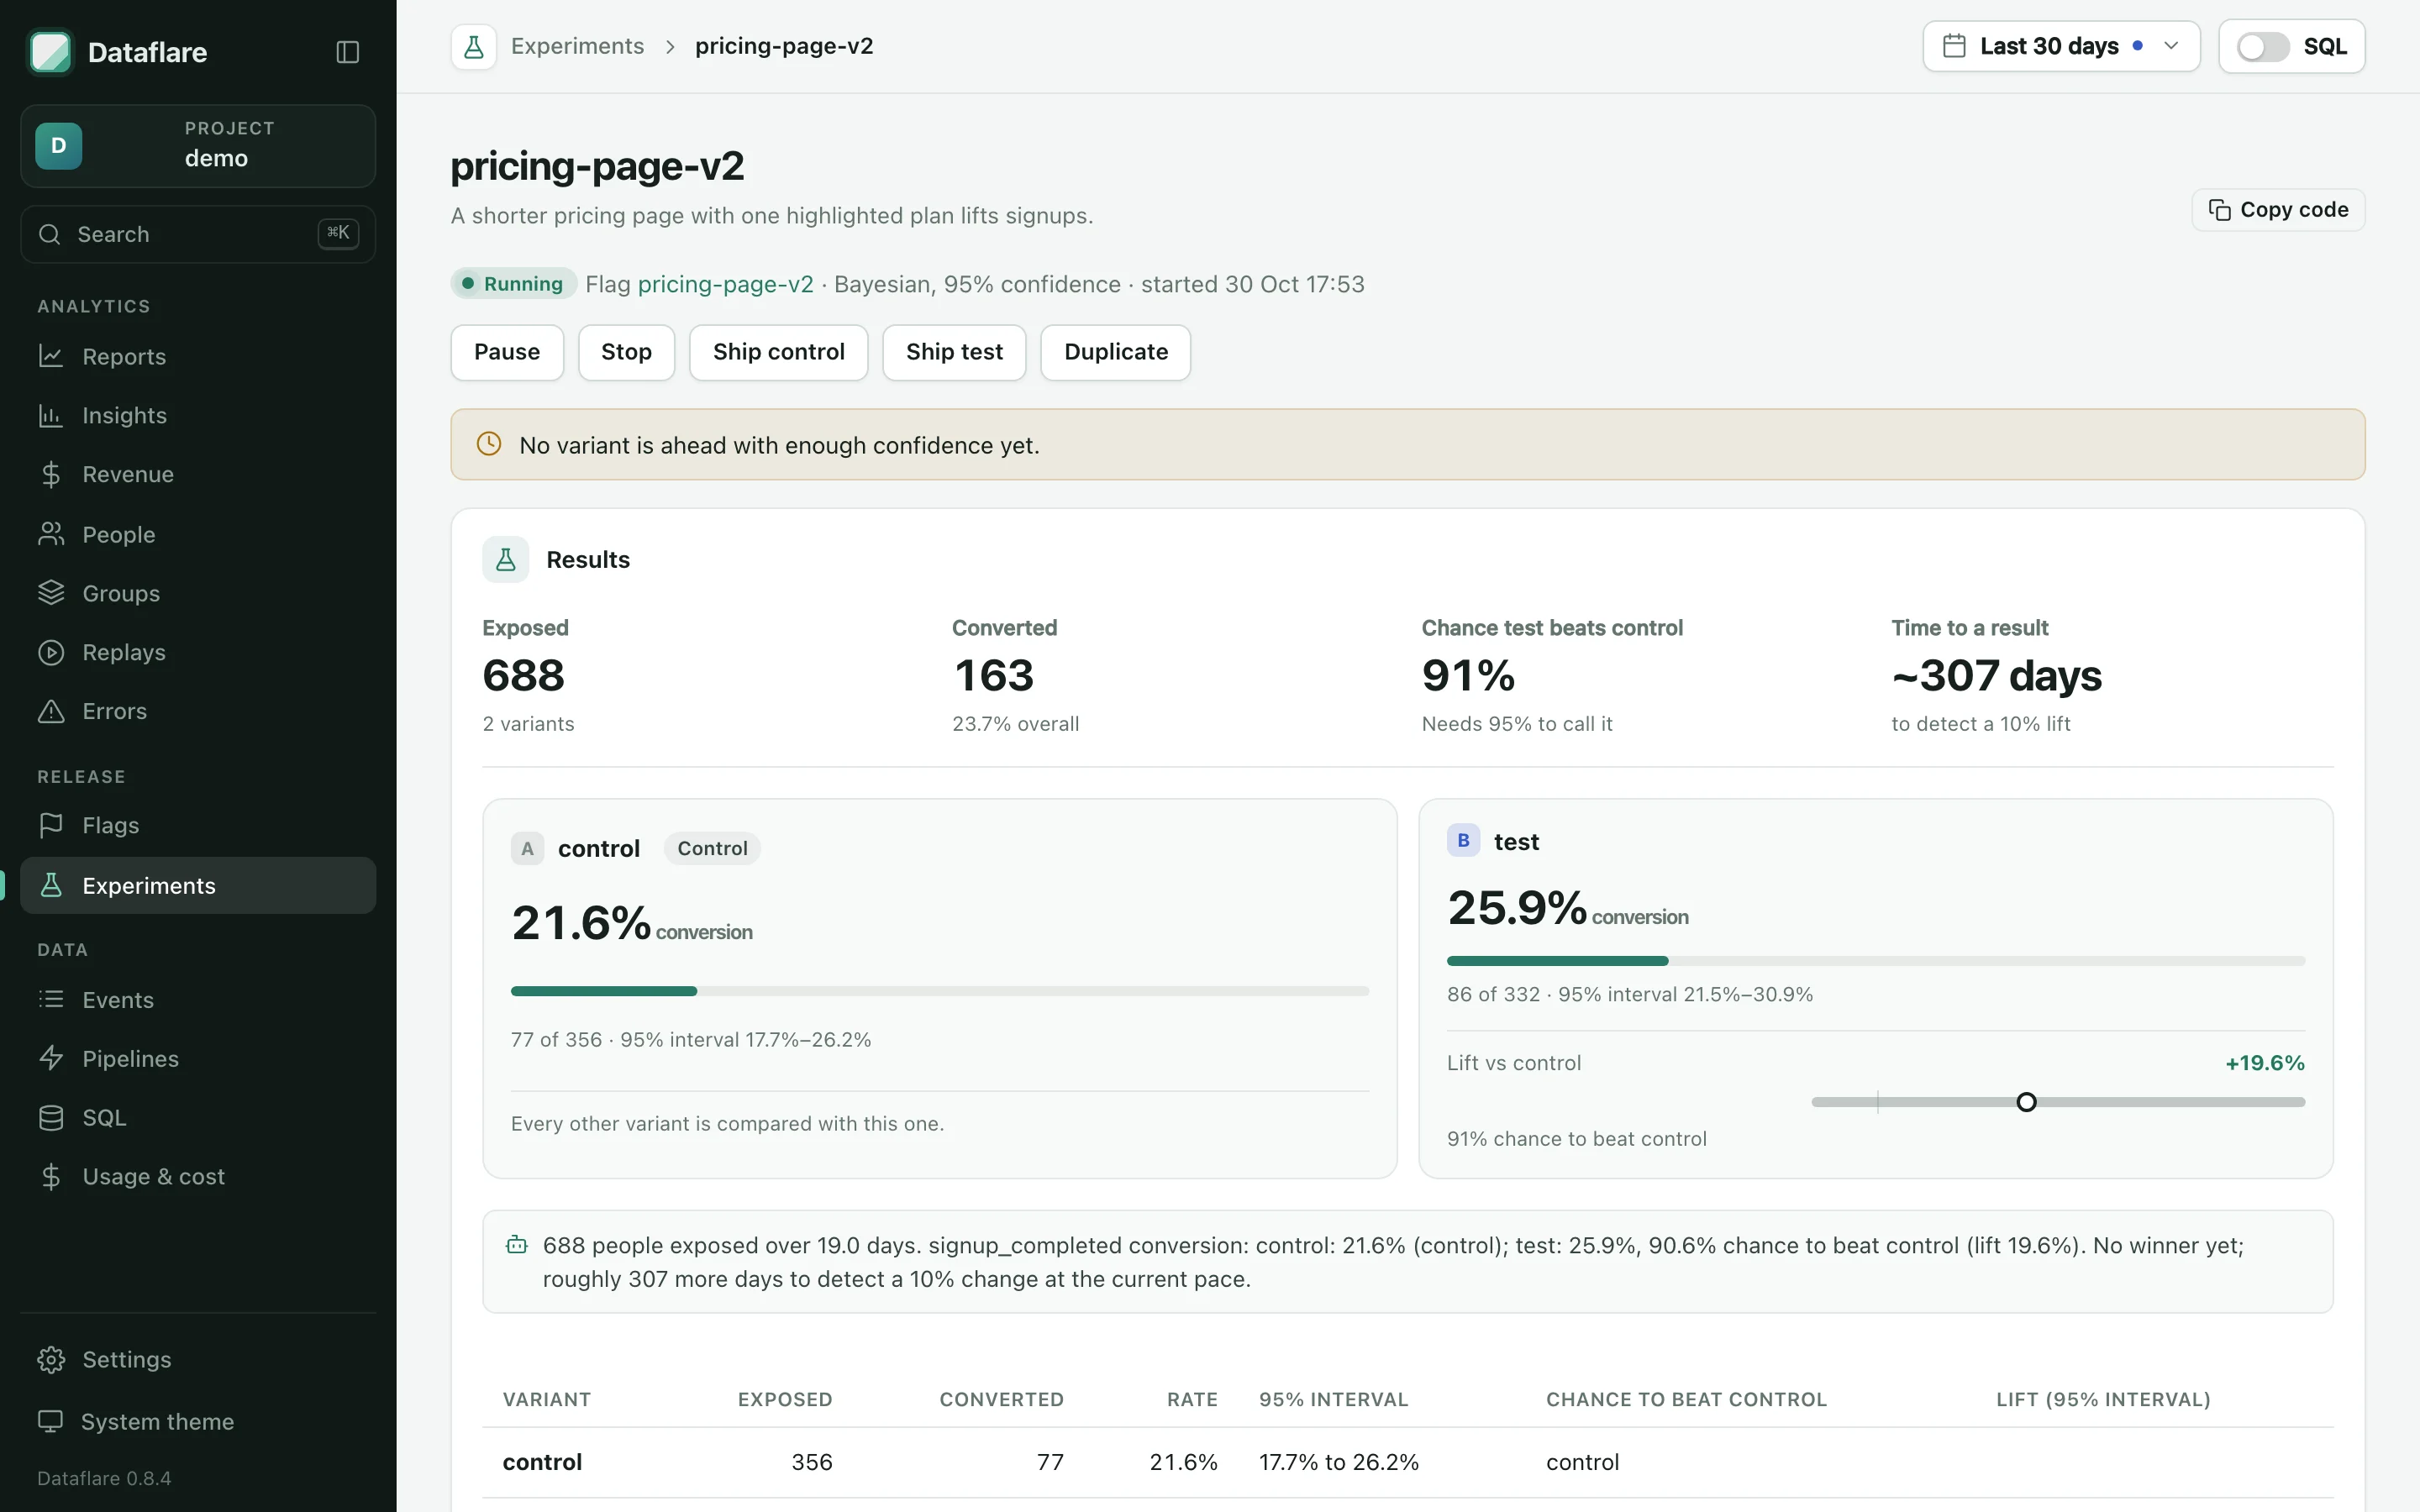 Dataflare
D
PROJECT
demo
Search
⌘K
ANALYTICS
Reports
Insights
Revenue
People
Groups
Replays
Errors
RELEASE
Flags
Experiments
DATA
Events
Pipelines
SQL
Usage & cost
Settings
System theme
Dataflare 0.8.4
Experiments > pricing-page-v2
Last 30 days
SQL
pricing-page-v2
A shorter pricing page with one highlighted plan lifts signups.
Copy code
Running Flag pricing-page-v2 · Bayesian, 95% confidence · started 30 Oct 17:53
Pause Stop Ship control Ship test Duplicate
No variant is ahead with enough confidence yet.
Results
Exposed
688
2 variants
Converted
163
23.7% overall
Chance test beats control
91%
Needs 95% to call it
Time to a result
~307 days
to detect a 10% lift
A control Control
21.6% conversion
77 of 356 · 95% interval 17.7%–26.2%
Every other variant is compared with this one.
B test
25.9% conversion
86 of 332 · 95% interval 21.5%–30.9%
Lift vs control +19.6%
91% chance to beat control
688 people exposed over 19.0 days. signup_completed conversion: control: 21.6% (control); test: 25.9%, 90.6% chance to beat control (lift 19.6%). No winner yet;
roughly 307 more days to detect a 10% change at the current pace.
VARIANT EXPOSED CONVERTED RATE 95% INTERVAL CHANCE TO BEAT CONTROL LIFT (95% INTERVAL)
control 356 77 21.6% 17.7% to 26.2% control